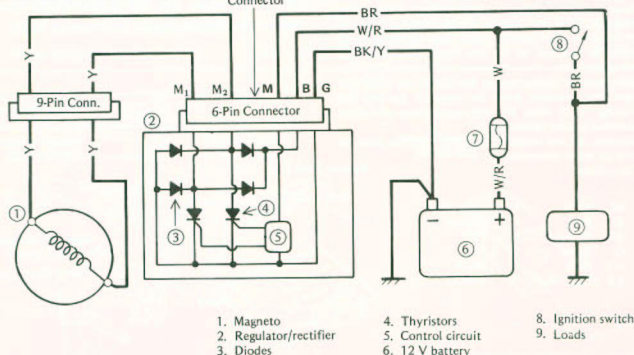 Connector
BR
W/R
BK/Y
Y
Y
M1 M2 M B G
W
8
BR
9-Pin Conn.
6-Pin Connector
2
7
Y
Y
W/R
1
3
4
5
6
9
1. Magneto
2. Regulator/rectifier
3. Diodes
4. Thyristors
5. Control circuit
6. 12 V battery
8. Ignition switch
9. Loads